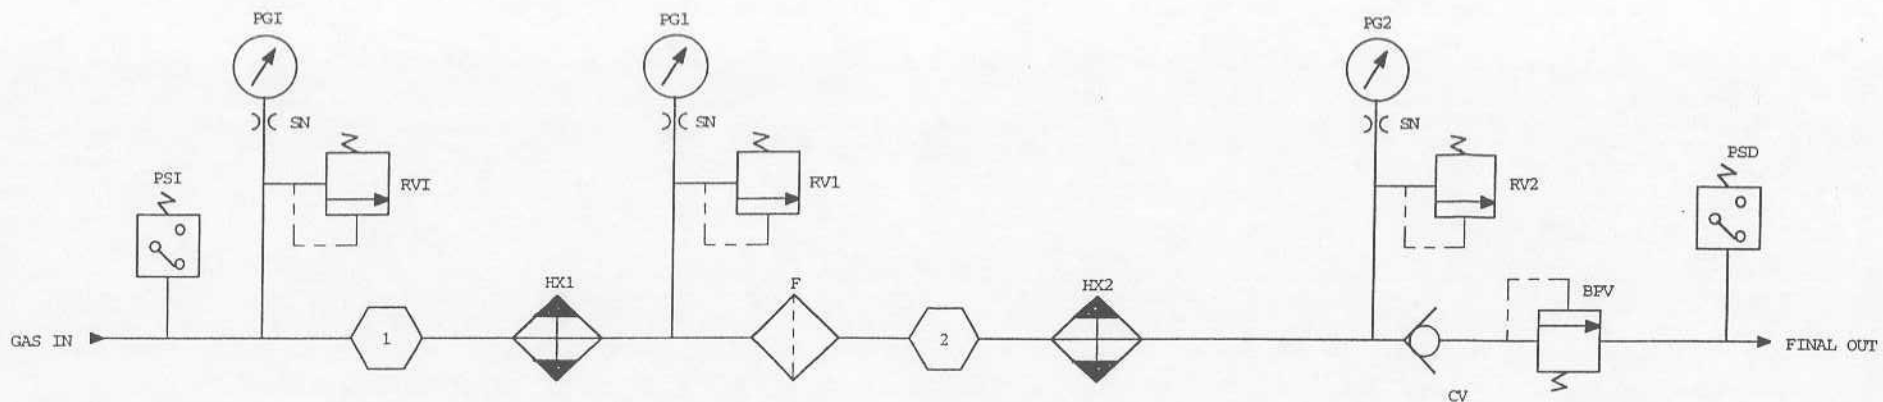 PGI
PG1
PG2
SN
SN
SN
PSI
RVI
RV1
RV2
PSD
HX1
F
HX2
BPV
GAS IN
1
2
FINAL OUT
CV